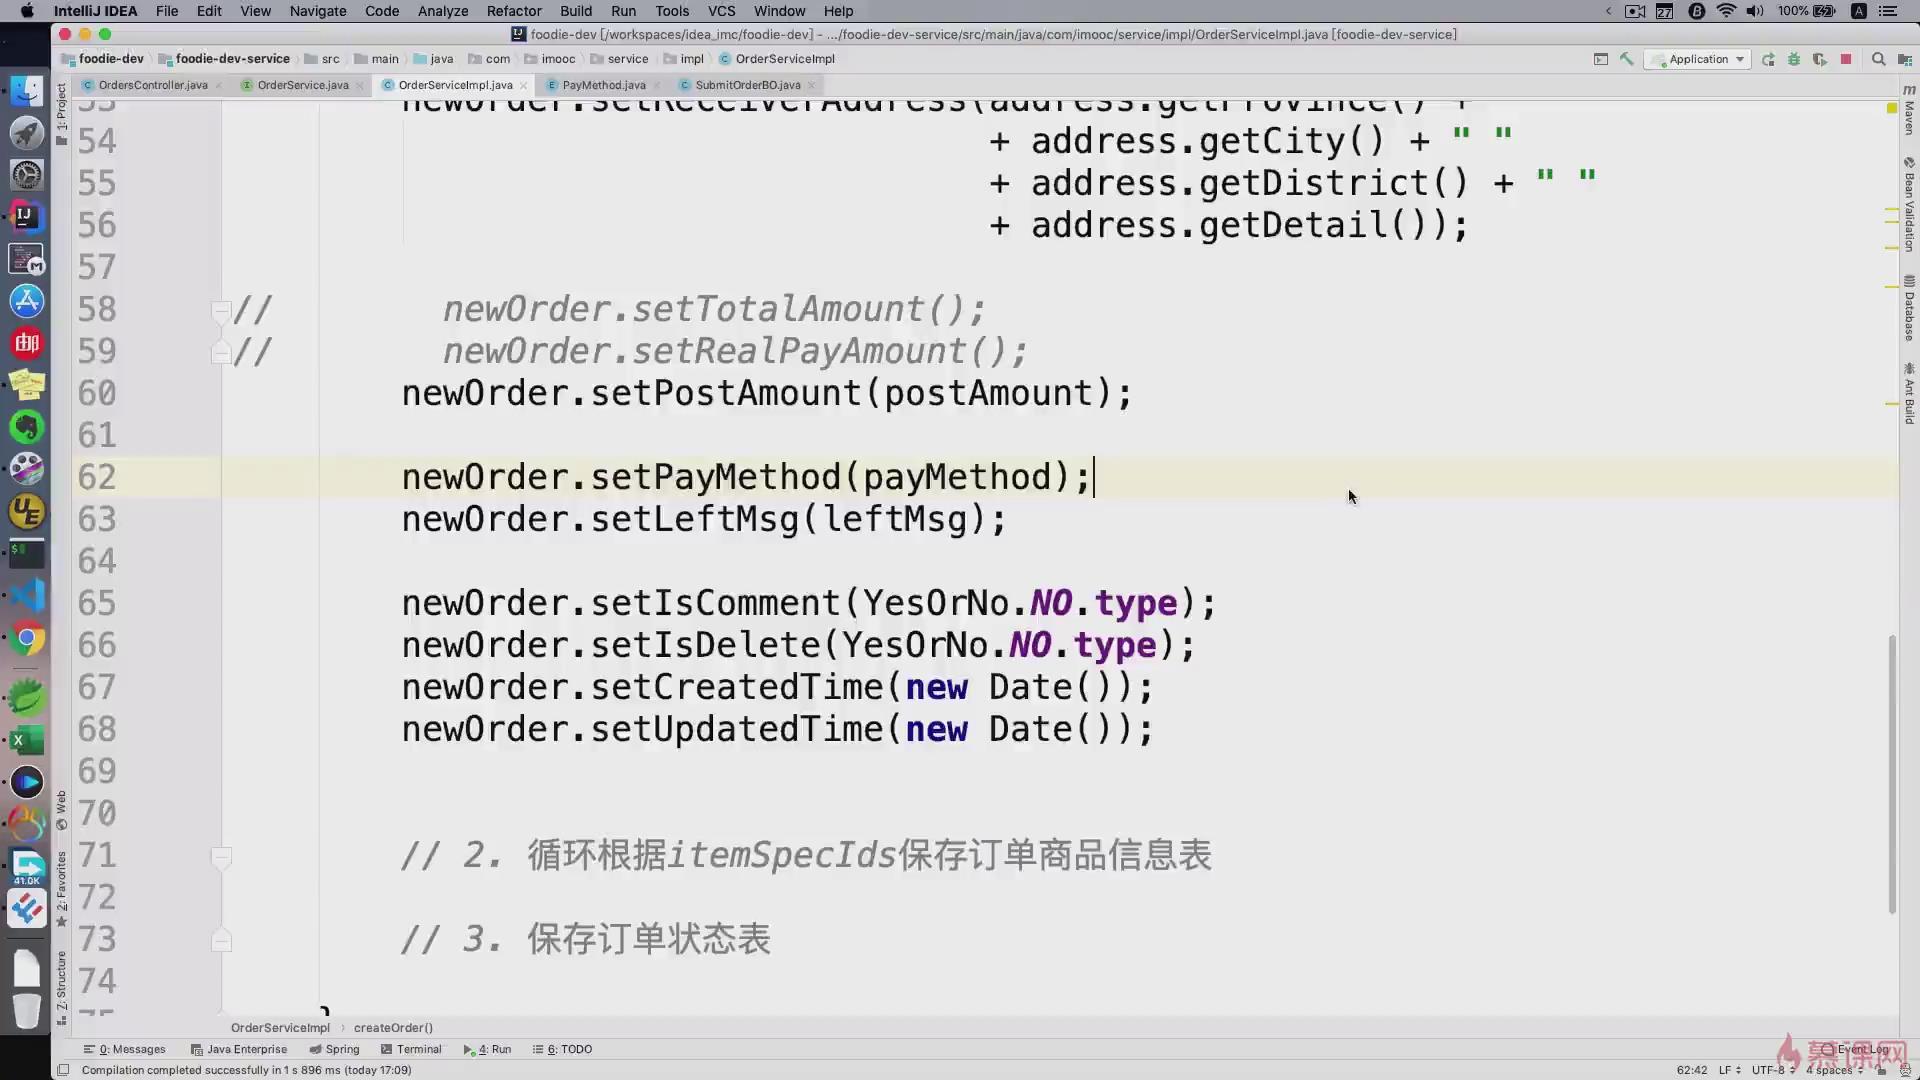 IntelliJ IDEA File Edit View Navigate Code Analyze Refactor Build Run Tools VCS Window Help 27 100% A
foodie-dev [/workspaces/idea_imc/foodie-dev] - .../foodie-dev-service/src/main/java/com/imooc/service/impl/OrderServiceImpl.java [foodie-dev-service]
foodie-dev foodie-dev-service src main java com imooc service impl OrderServiceImpl Application
OrdersController.java OrderService.java OrderServiceImpl.java PayMethod.java SubmitOrderBO.java
53 newOrder.setReceiverAddress(address.getProvince() +
54 + address.getCity() + " "
55 + address.getDistrict() + " "
56 + address.getDetail());
57
58 // newOrder.setTotalAmount();
59 // newOrder.setRealPayAmount();
60 newOrder.setPostAmount(postAmount);
61
62 newOrder.setPayMethod(payMethod);
63 newOrder.setLeftMsg(leftMsg);
64
65 newOrder.setIsComment(YesOrNo.NO.type);
66 newOrder.setIsDelete(YesOrNo.NO.type);
67 newOrder.setCreatedTime(new Date());
68 newOrder.setUpdatedTime(new Date());
69
70
71 // 2. 循环根据itemSpecIds保存订单商品信息表
72
73 // 3. 保存订单状态表
74
75 }
1: Project
Web
2: Favorites
7: Structure
m Maven
Bean Validation
Database
Ant Build
邮
UE
41.0K
OrderServiceImpl › createOrder()
0: Messages Java Enterprise Spring Terminal 4: Run 6: TODO Event Log
Compilation completed successfully in 1 s 896 ms (today 17:09) 62:42 LF UTF-8 4 spaces
慕课网